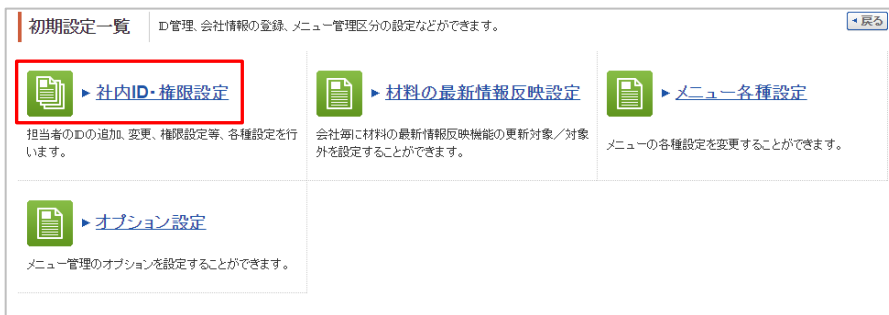 初期設定一覧
ID管理、会社情報の登録、メニュー管理区分の設定などができます。
戻る
社内ID・権限設定
材料の最新情報反映設定
メニュー各種設定
担当者のIDの追加、変更、権限設定等、各種設定を行
います。
会社毎に材料の最新情報反映機能の更新対象／対象
外を設定することができます。
メニューの各種設定を変更することができます。
オプション設定
メニュー管理のオプションを設定することができます。